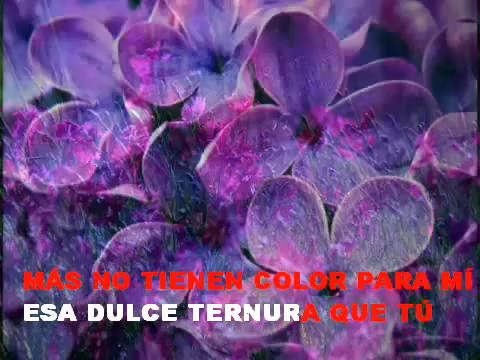 MÁS NO TIENEN COLOR PARA MÍ
ESA DULCE TERNURA QUE TÚ